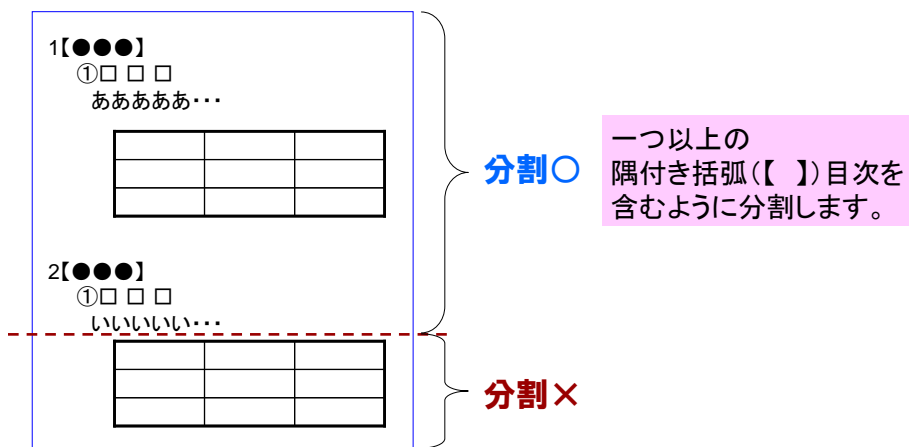 1【●●●】
①□ □ □
あああああ･･･
2【●●●】
①□ □ □
いいいいい･･･
分割○
一つ以上の
隅付き括弧(【 】)目次を
含むように分割します。
分割×